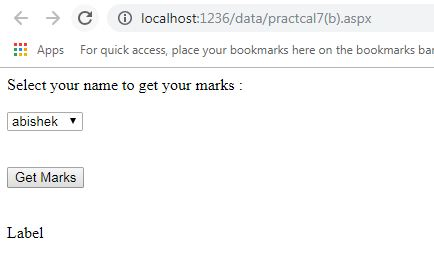 localhost:1236/data/practcal7(b).aspx
Apps For quick access, place your bookmarks here on the bookmarks bar
Select your name to get your marks :
abishek
Get Marks
Label